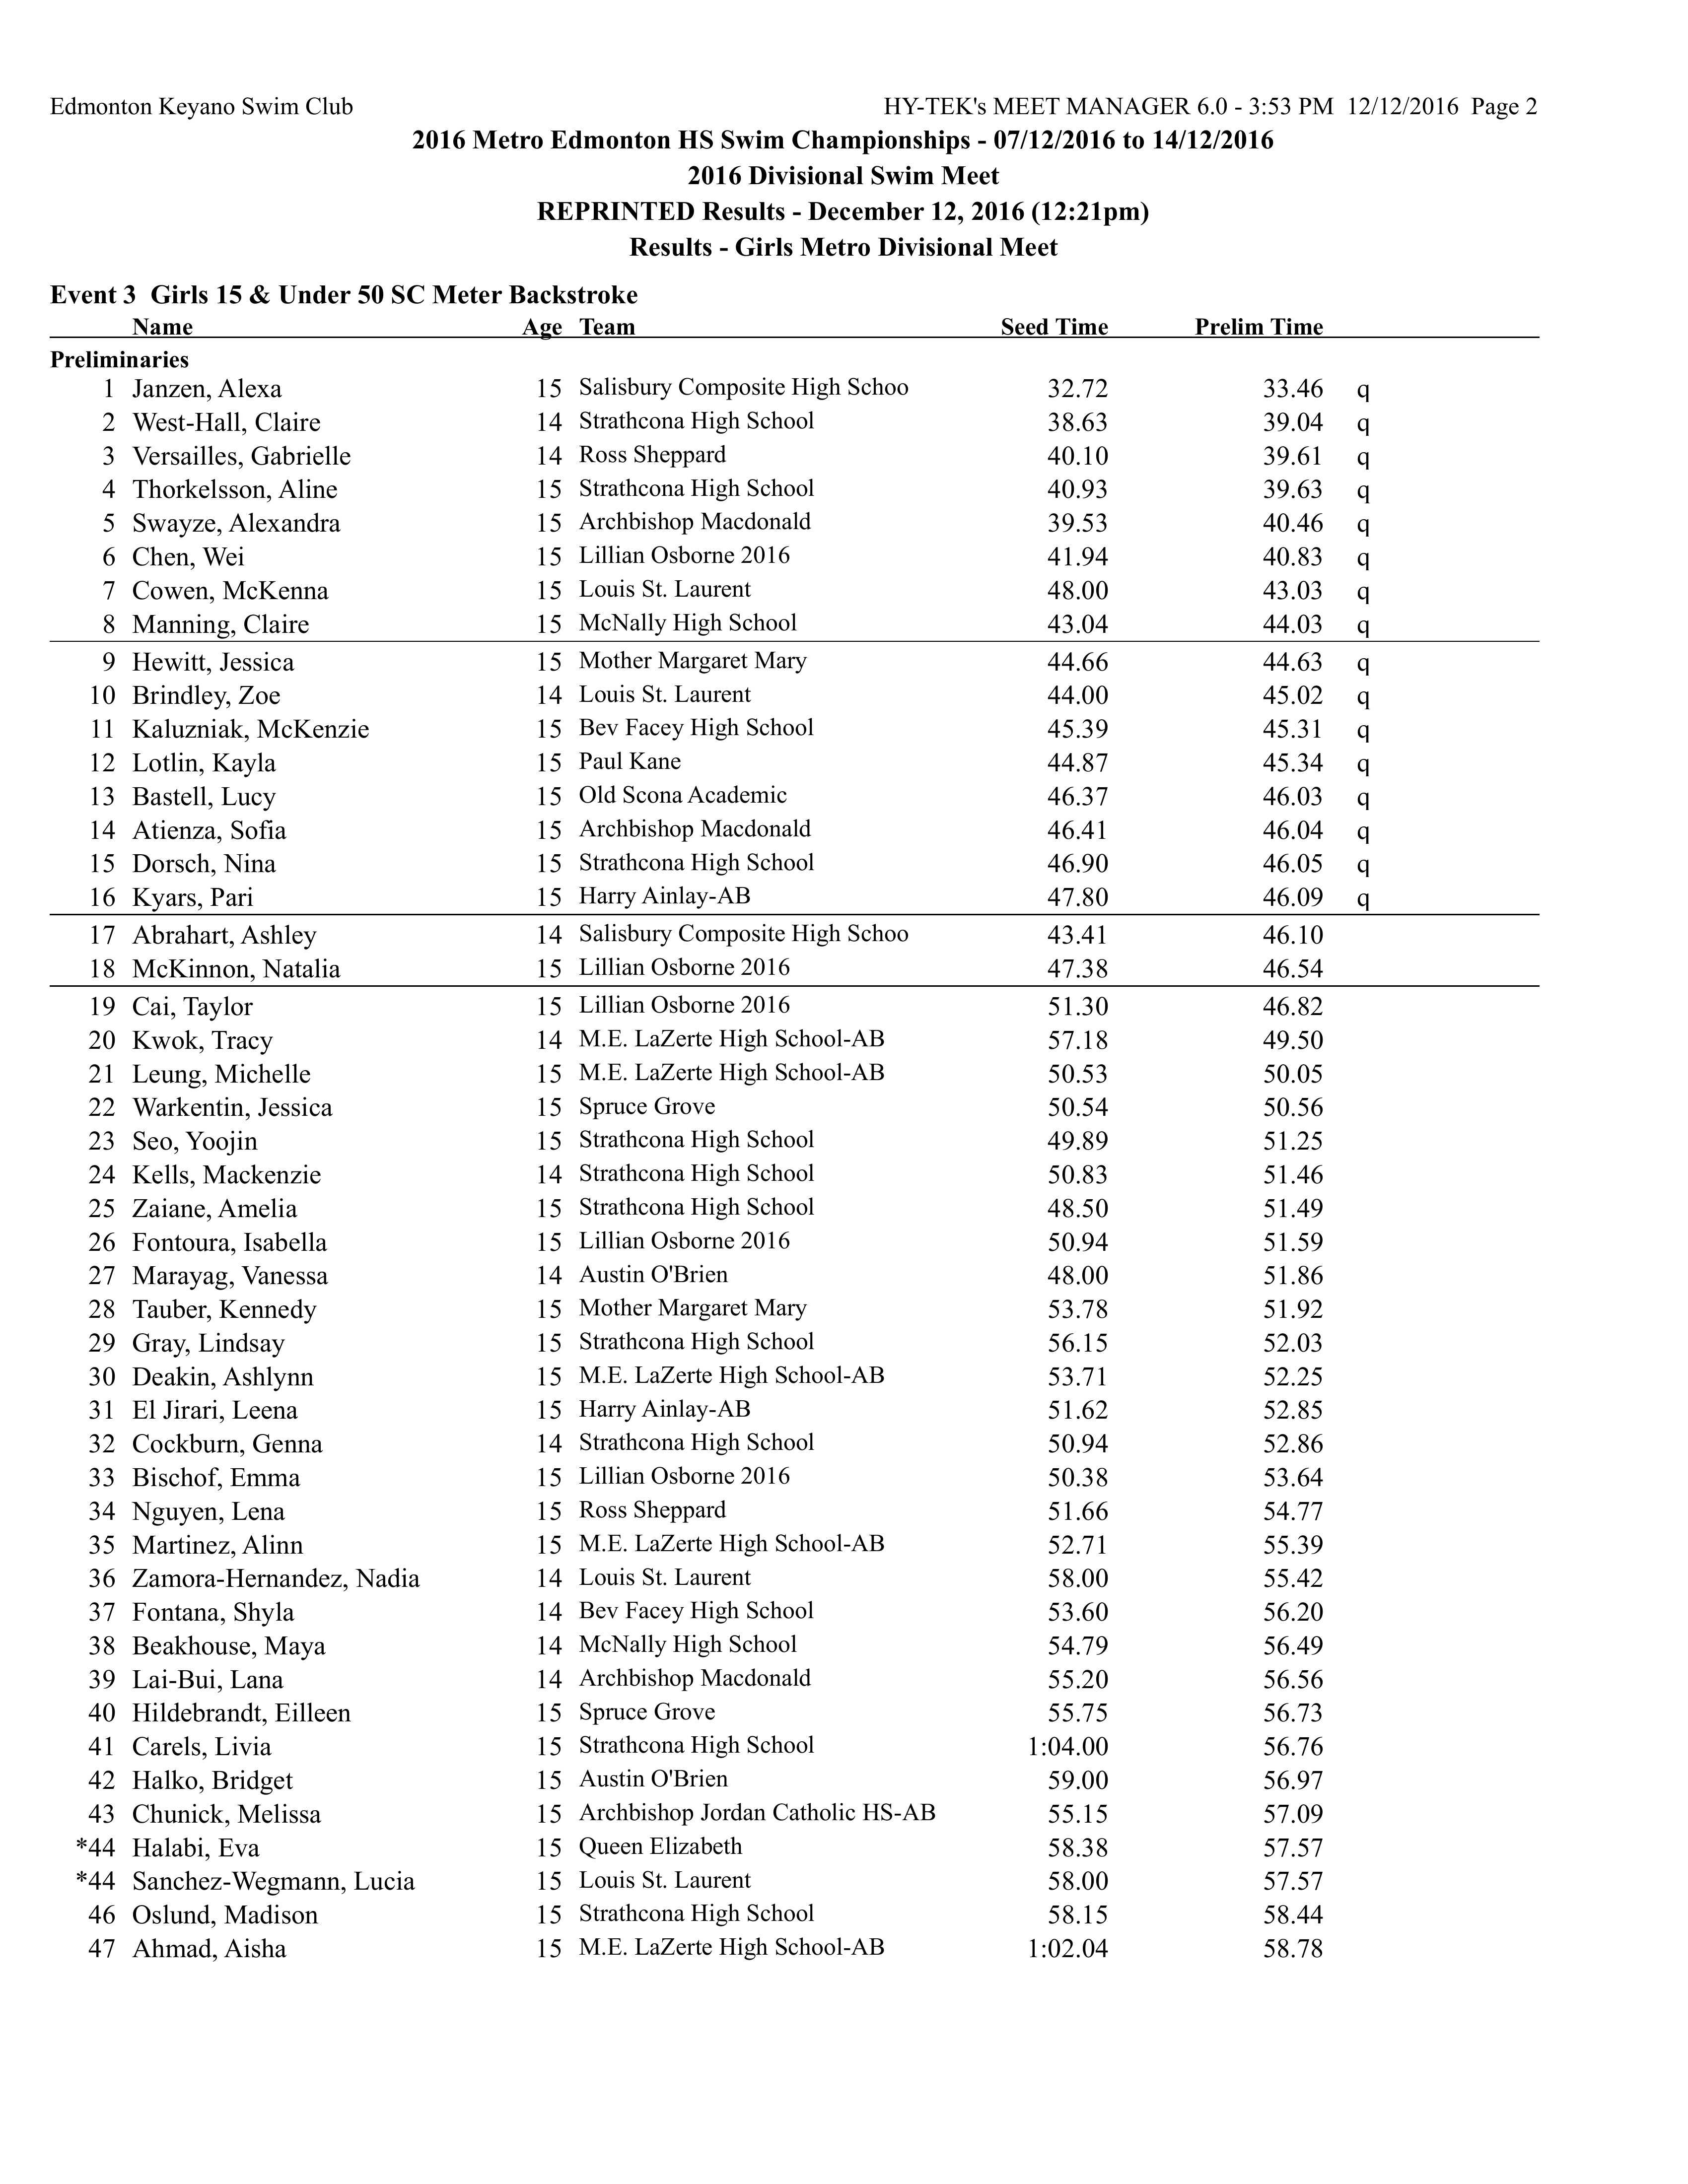 Edmonton Keyano Swim Club HY-TEK's MEET MANAGER 6.0 - 3:53 PM 12/12/2016 Page 2
2016 Metro Edmonton HS Swim Championships - 07/12/2016 to 14/12/2016
2016 Divisional Swim Meet
REPRINTED Results - December 12, 2016 (12:21pm)
Results - Girls Metro Divisional Meet
Event 3 Girls 15 & Under 50 SC Meter Backstroke
Name Age Team Seed Time Prelim Time
Preliminaries
1 Janzen, Alexa 15 Salisbury Composite High Schoo 32.72 33.46 q
2 West-Hall, Claire 14 Strathcona High School 38.63 39.04 q
3 Versailles, Gabrielle 14 Ross Sheppard 40.10 39.61 q
4 Thorkelsson, Aline 15 Strathcona High School 40.93 39.63 q
5 Swayze, Alexandra 15 Archbishop Macdonald 39.53 40.46 q
6 Chen, Wei 15 Lillian Osborne 2016 41.94 40.83 q
7 Cowen, McKenna 15 Louis St. Laurent 48.00 43.03 q
8 Manning, Claire 15 McNally High School 43.04 44.03 q
9 Hewitt, Jessica 15 Mother Margaret Mary 44.66 44.63 q
10 Brindley, Zoe 14 Louis St. Laurent 44.00 45.02 q
11 Kaluzniak, McKenzie 15 Bev Facey High School 45.39 45.31 q
12 Lotlin, Kayla 15 Paul Kane 44.87 45.34 q
13 Bastell, Lucy 15 Old Scona Academic 46.37 46.03 q
14 Atienza, Sofia 15 Archbishop Macdonald 46.41 46.04 q
15 Dorsch, Nina 15 Strathcona High School 46.90 46.05 q
16 Kyars, Pari 15 Harry Ainlay-AB 47.80 46.09 q
17 Abrahart, Ashley 14 Salisbury Composite High Schoo 43.41 46.10
18 McKinnon, Natalia 15 Lillian Osborne 2016 47.38 46.54
19 Cai, Taylor 15 Lillian Osborne 2016 51.30 46.82
20 Kwok, Tracy 14 M.E. LaZerte High School-AB 57.18 49.50
21 Leung, Michelle 15 M.E. LaZerte High School-AB 50.53 50.05
22 Warkentin, Jessica 15 Spruce Grove 50.54 50.56
23 Seo, Yoojin 15 Strathcona High School 49.89 51.25
24 Kells, Mackenzie 14 Strathcona High School 50.83 51.46
25 Zaiane, Amelia 15 Strathcona High School 48.50 51.49
26 Fontoura, Isabella 15 Lillian Osborne 2016 50.94 51.59
27 Marayag, Vanessa 14 Austin O'Brien 48.00 51.86
28 Tauber, Kennedy 15 Mother Margaret Mary 53.78 51.92
29 Gray, Lindsay 15 Strathcona High School 56.15 52.03
30 Deakin, Ashlynn 15 M.E. LaZerte High School-AB 53.71 52.25
31 El Jirari, Leena 15 Harry Ainlay-AB 51.62 52.85
32 Cockburn, Genna 14 Strathcona High School 50.94 52.86
33 Bischof, Emma 15 Lillian Osborne 2016 50.38 53.64
34 Nguyen, Lena 15 Ross Sheppard 51.66 54.77
35 Martinez, Alinn 15 M.E. LaZerte High School-AB 52.71 55.39
36 Zamora-Hernandez, Nadia 14 Louis St. Laurent 58.00 55.42
37 Fontana, Shyla 14 Bev Facey High School 53.60 56.20
38 Beakhouse, Maya 14 McNally High School 54.79 56.49
39 Lai-Bui, Lana 14 Archbishop Macdonald 55.20 56.56
40 Hildebrandt, Eilleen 15 Spruce Grove 55.75 56.73
41 Carels, Livia 15 Strathcona High School 1:04.00 56.76
42 Halko, Bridget 15 Austin O'Brien 59.00 56.97
43 Chunick, Melissa 15 Archbishop Jordan Catholic HS-AB 55.15 57.09
*44 Halabi, Eva 15 Queen Elizabeth 58.38 57.57
*44 Sanchez-Wegmann, Lucia 15 Louis St. Laurent 58.00 57.57
46 Oslund, Madison 15 Strathcona High School 58.15 58.44
47 Ahmad, Aisha 15 M.E. LaZerte High School-AB 1:02.04 58.78